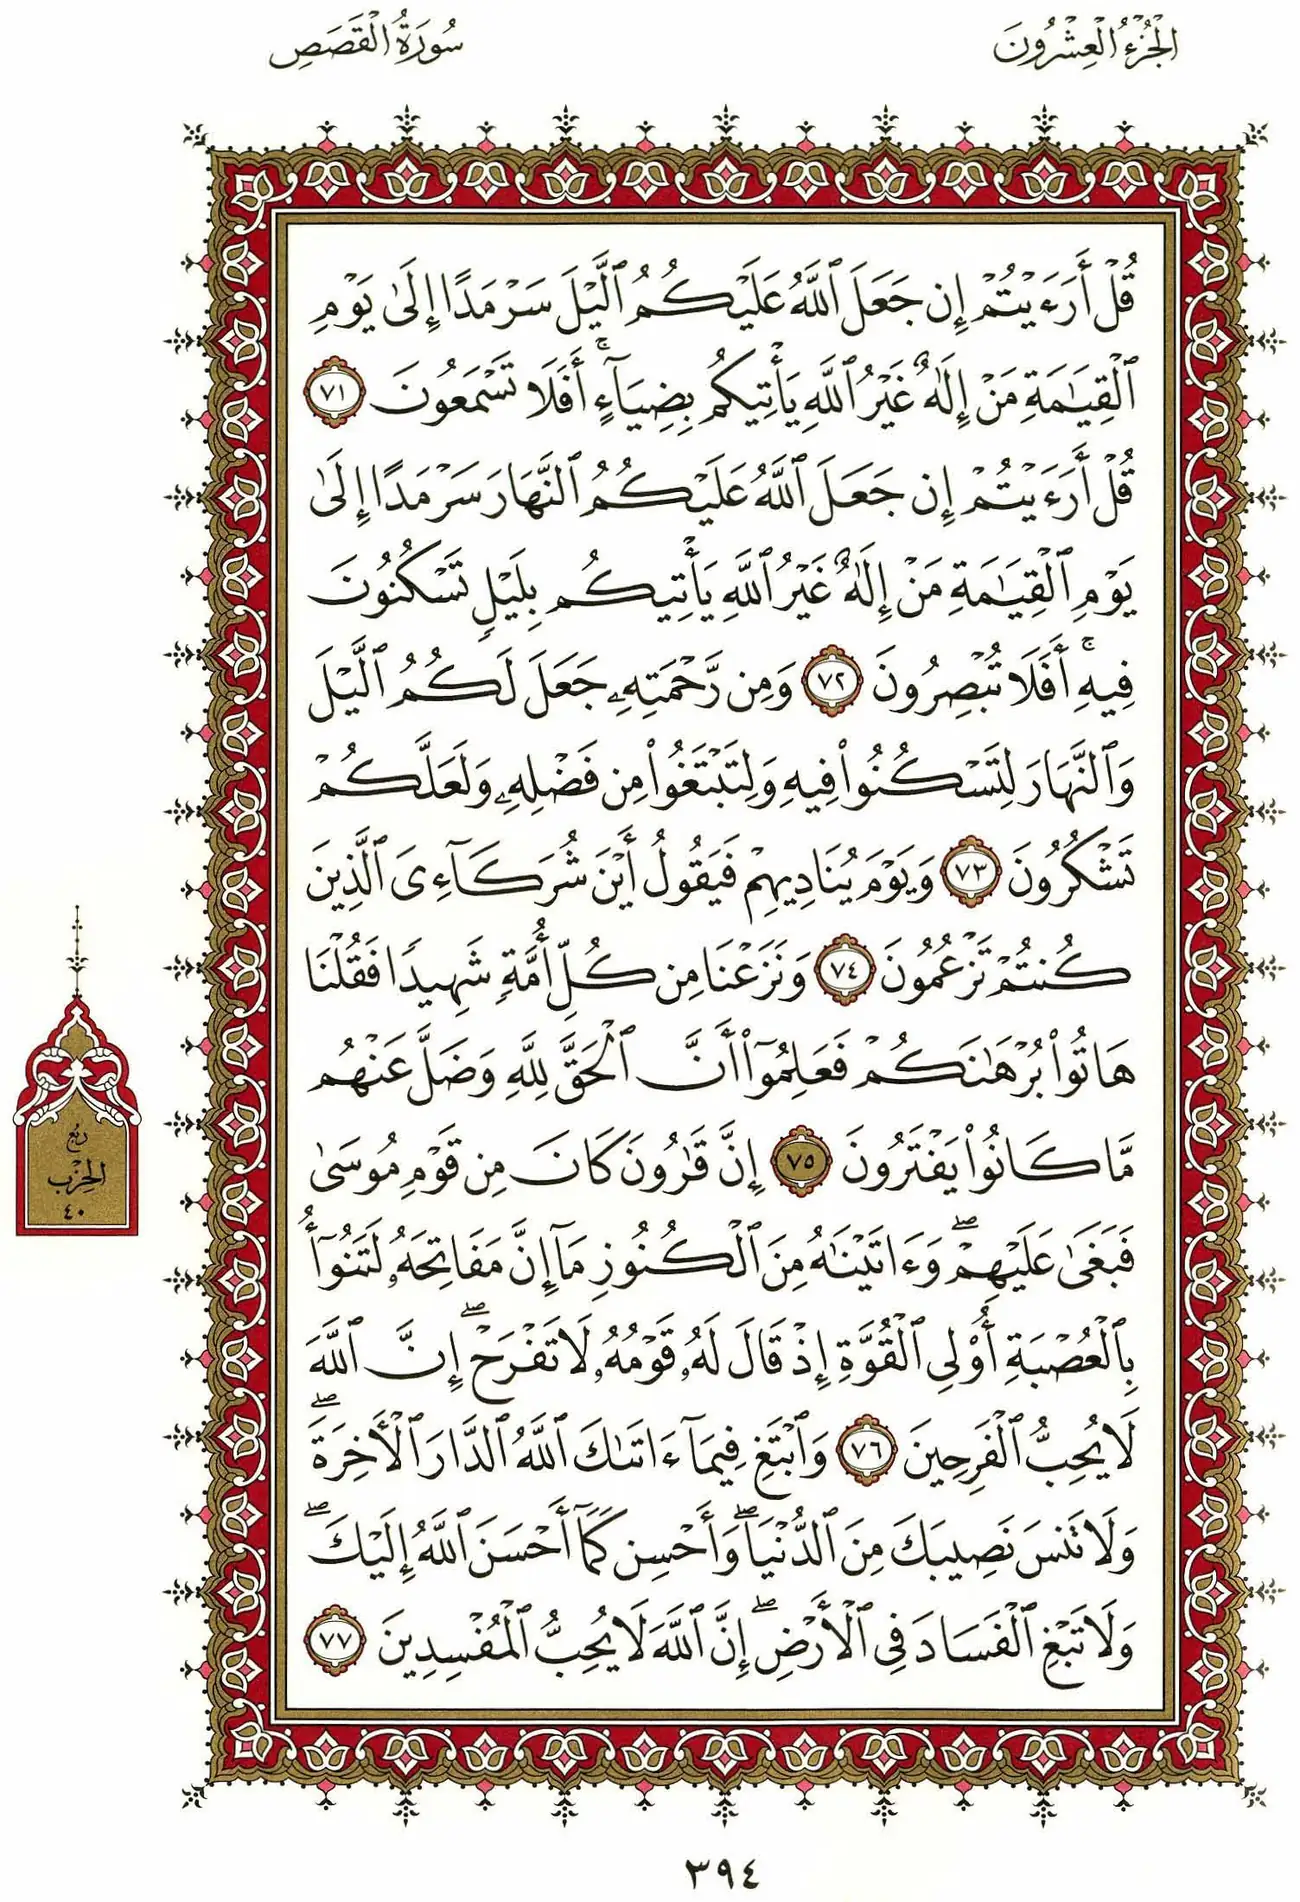 الجزء العشرون
سورة القصص
قُلْ أَرَءَيْتُمْ إِن جَعَلَ ٱللَّهُ عَلَيْكُمُ ٱلَّيْلَ سَرْمَدًا إِلَىٰ يَوْمِ
ٱلْقِيَٰمَةِ مَنْ إِلَٰهٌ غَيْرُ ٱللَّهِ يَأْتِيكُم بِضِيَآءٍ ۚ أَفَلَا تَسْمَعُونَ ٧١
قُلْ أَرَءَيْتُمْ إِن جَعَلَ ٱللَّهُ عَلَيْكُمُ ٱلنَّهَارَ سَرْمَدًا إِلَىٰ
يَوْمِ ٱلْقِيَٰمَةِ مَنْ إِلَٰهٌ غَيْرُ ٱللَّهِ يَأْتِيكُم بِلَيْلٍ تَسْكُنُونَ
فِيهِ ۚ أَفَلَا تُبْصِرُونَ ٧٢ وَمِن رَّحْمَتِهِۦ جَعَلَ لَكُمُ ٱلَّيْلَ
وَٱلنَّهَارَ لِتَسْكُنُوا۟ فِيهِ وَلِتَبْتَغُوا۟ مِن فَضْلِهِۦ وَلَعَلَّكُمْ
تَشْكُرُونَ ٧٣ وَيَوْمَ يُنَادِيهِمْ فَيَقُولُ أَيْنَ شُرَكَآءِىَ ٱلَّذِينَ
كُنتُمْ تَزْعُمُونَ ٧٤ وَنَزَعْنَا مِن كُلِّ أُمَّةٍ شَهِيدًا فَقُلْنَا
هَاتُوا۟ بُرْهَٰنَكُمْ فَعَلِمُوٓا۟ أَنَّ ٱلْحَقَّ لِلَّهِ وَضَلَّ عَنْهُم
مَّا كَانُوا۟ يَفْتَرُونَ ٧٥ إِنَّ قَٰرُونَ كَانَ مِن قَوْمِ مُوسَىٰ
فَبَغَىٰ عَلَيْهِمْ ۖ وَءَاتَيْنَٰهُ مِنَ ٱلْكُنُوزِ مَآ إِنَّ مَفَاتِحَهُۥ لَتَنُوٓأُ
بِٱلْعُصْبَةِ أُو۟لِى ٱلْقُوَّةِ إِذْ قَالَ لَهُۥ قَوْمُهُۥ لَا تَفْرَحْ ۖ إِنَّ ٱللَّهَ
لَا يُحِبُّ ٱلْفَرِحِينَ ٧٦ وَٱبْتَغِ فِيمَآ ءَاتَىٰكَ ٱللَّهُ ٱلدَّارَ ٱلْأَخِرَةَ ۖ
وَلَا تَنسَ نَصِيبَكَ مِنَ ٱلدُّنْيَا ۖ وَأَحْسِن كَمَآ أَحْسَنَ ٱللَّهُ إِلَيْكَ ۖ
وَلَا تَبْغِ ٱلْفَسَادَ فِى ٱلْأَرْضِ ۖ إِنَّ ٱللَّهَ لَا يُحِبُّ ٱلْمُفْسِدِينَ ٧٧
ربع
الحزب
٤٠
٣٩٤